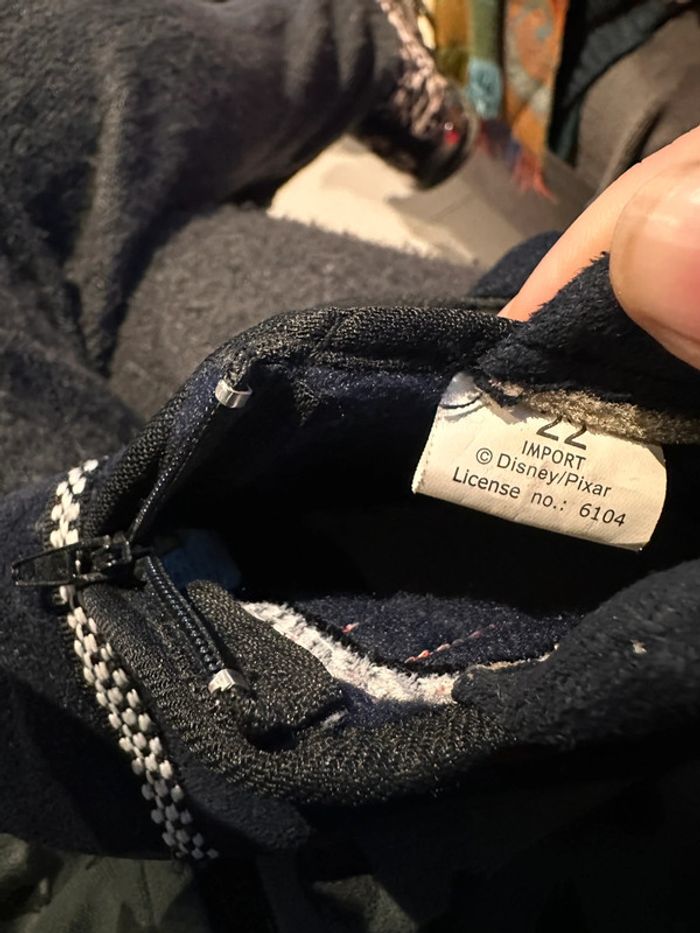 22
IMPORT
© Disney/Pixar
License no.: 6104